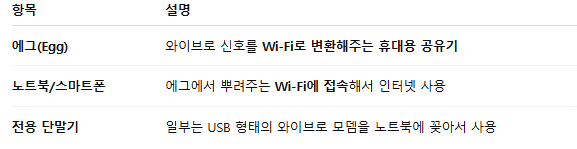 항목 설명
에그(Egg) 와이브로 신호를 Wi-Fi로 변환해주는 휴대용 공유기
노트북/스마트폰 에그에서 뿌려주는 Wi-Fi에 접속해서 인터넷 사용
전용 단말기 일부는 USB 형태의 와이브로 모뎀을 노트북에 꽂아서 사용